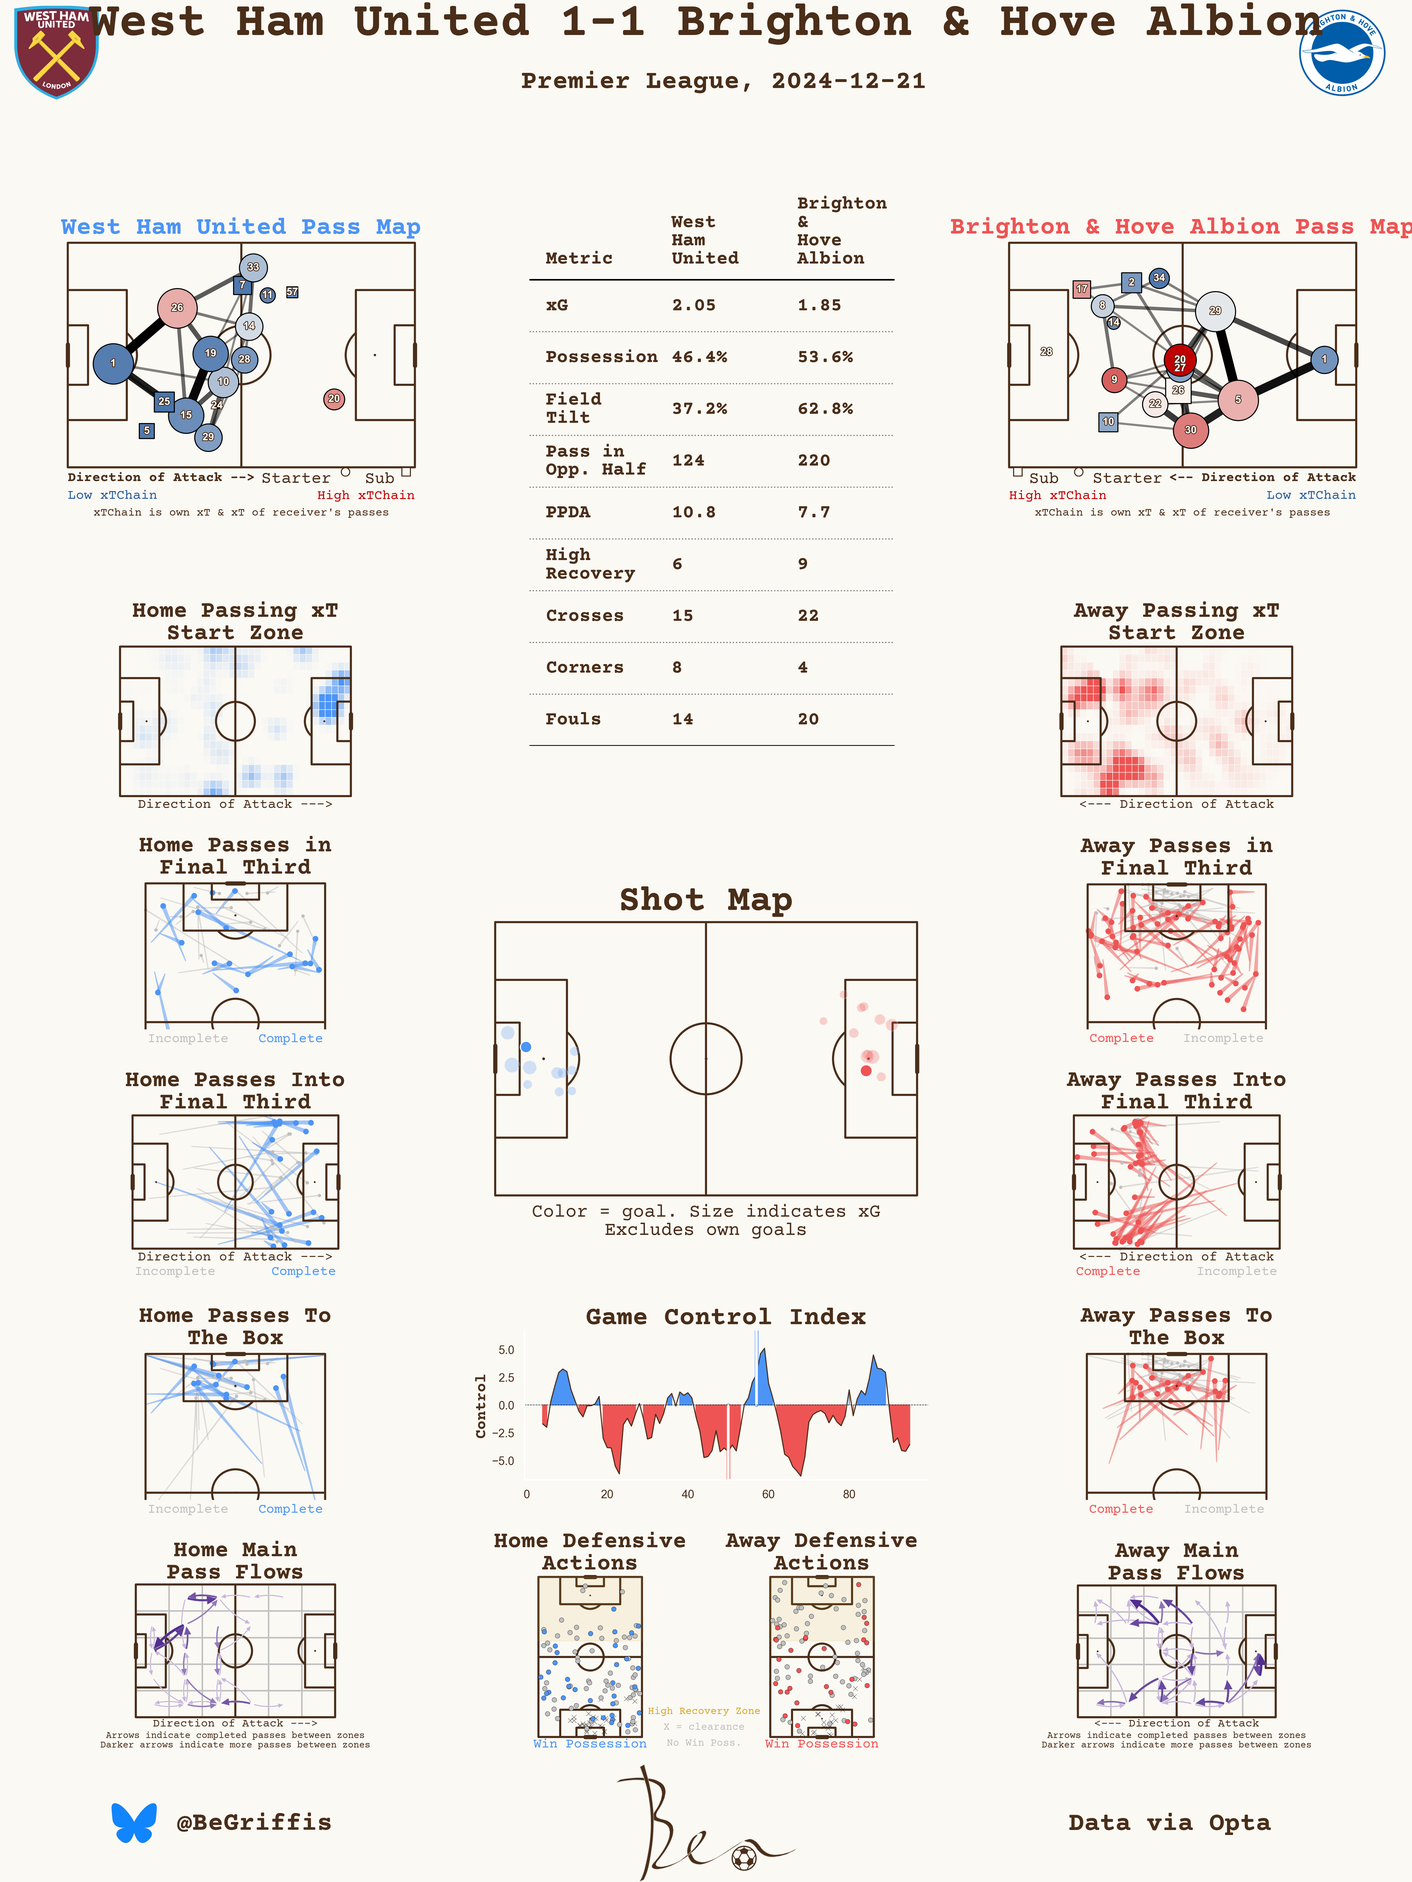 West Ham United 1-1 Brighton & Hove Albion
WEST HAM
UNITED
LONDON
BRIGHTON & HOVE
ALBION
Premier League, 2024-12-21
West Ham United Pass Map
33
7
11
57
26
14
1
19
28
10
25
24
15
5
29
20
Direction of Attack --> Starter Sub
Low xTChain High xTChain
xTChain is own xT & xT of receiver's passes
Metric West Ham United Brighton & Hove Albion
xG 2.05 1.85
Possession 46.4% 53.6%
Field Tilt 37.2% 62.8%
Pass in Opp. Half 124 220
PPDA 10.8 7.7
High Recovery 6 9
Crosses 15 22
Corners 8 4
Fouls 14 20
Brighton & Hove Albion Pass Map
17
2
34
8
14
29
28
20
27
1
9
26
22
5
10
30
Sub Starter <-- Direction of Attack
High xTChain Low xTChain
xTChain is own xT & xT of receiver's passes
Home Passing xT
Start Zone
Direction of Attack --->
Away Passing xT
Start Zone
<--- Direction of Attack
Home Passes in
Final Third
Incomplete Complete
Away Passes in
Final Third
Complete Incomplete
Shot Map
Color = goal. Size indicates xG
Excludes own goals
Home Passes Into
Final Third
Direction of Attack --->
Incomplete Complete
Away Passes Into
Final Third
<--- Direction of Attack
Complete Incomplete
Home Passes To
The Box
Incomplete Complete
Game Control Index
Control
5.0
2.5
0.0
−2.5
−5.0
0 20 40 60 80
Away Passes To
The Box
Complete Incomplete
Home Main
Pass Flows
Direction of Attack --->
Arrows indicate completed passes between zones
Darker arrows indicate more passes between zones
Home Defensive
Actions
Win Possession
High Recovery Zone
X = clearance
No Win Poss.
Away Defensive
Actions
Win Possession
Away Main
Pass Flows
<--- Direction of Attack
Arrows indicate completed passes between zones
Darker arrows indicate more passes between zones
@BeGriffis
Ben
Data via Opta